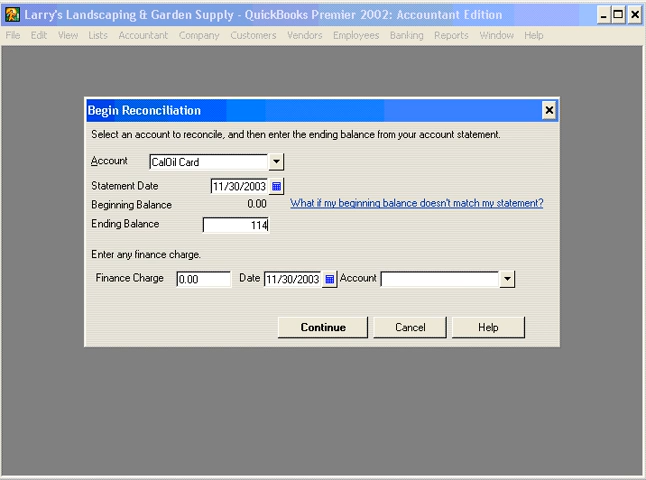 Larry's Landscaping & Garden Supply - QuickBooks Premier 2002: Accountant Edition
File Edit View Lists Accountant Company Customers Vendors Employees Banking Reports Window Help
Begin Reconciliation
Select an account to reconcile, and then enter the ending balance from your account statement.
Account CalOil Card
Statement Date 11/30/2003
Beginning Balance 0.00 What if my beginning balance doesn't match my statement?
Ending Balance 114
Enter any finance charge.
Finance Charge 0.00 Date 11/30/2003 Account
Continue Cancel Help